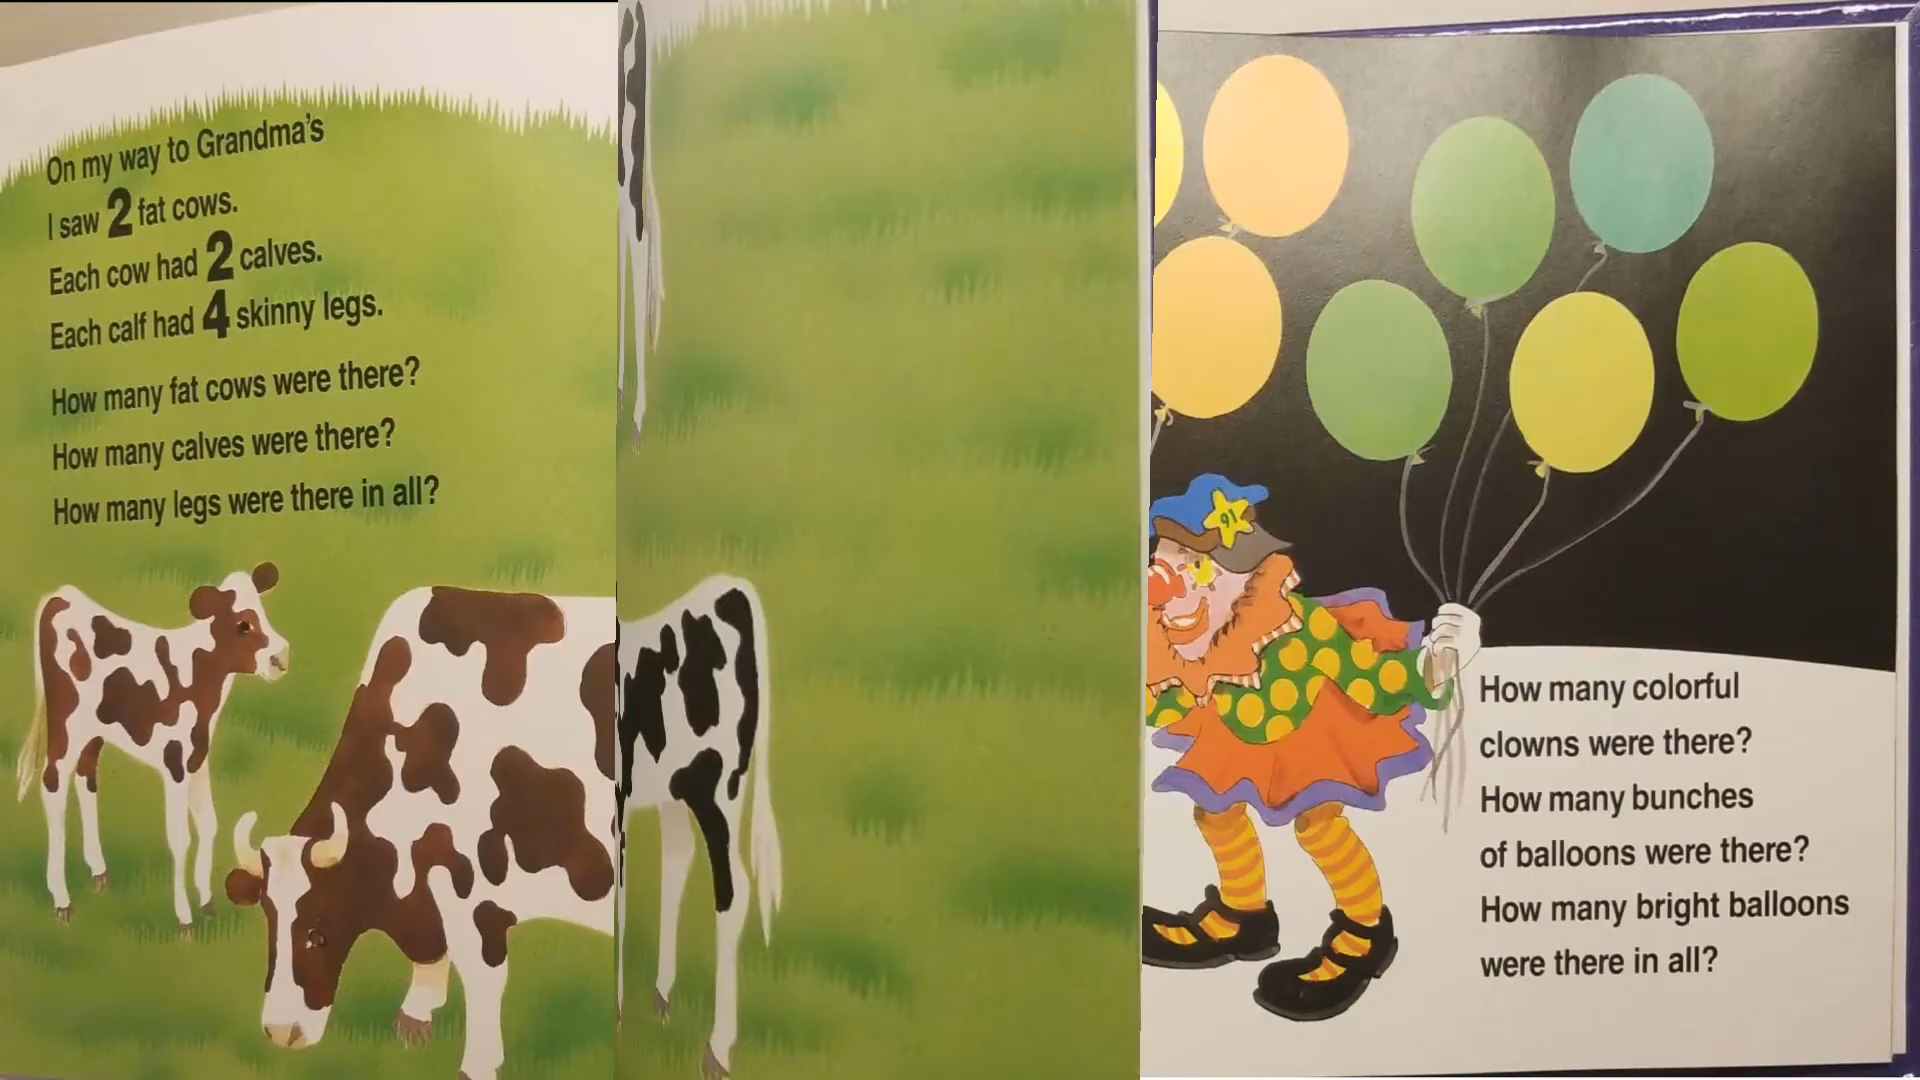 On my way to Grandma's
I saw 2 fat cows.
Each cow had 2 calves.
Each calf had 4 skinny legs.
How many fat cows were there?
How many calves were there?
How many legs were there in all?
91
How many colorful
clowns were there?
How many bunches
of balloons were there?
How many bright balloons
were there in all?